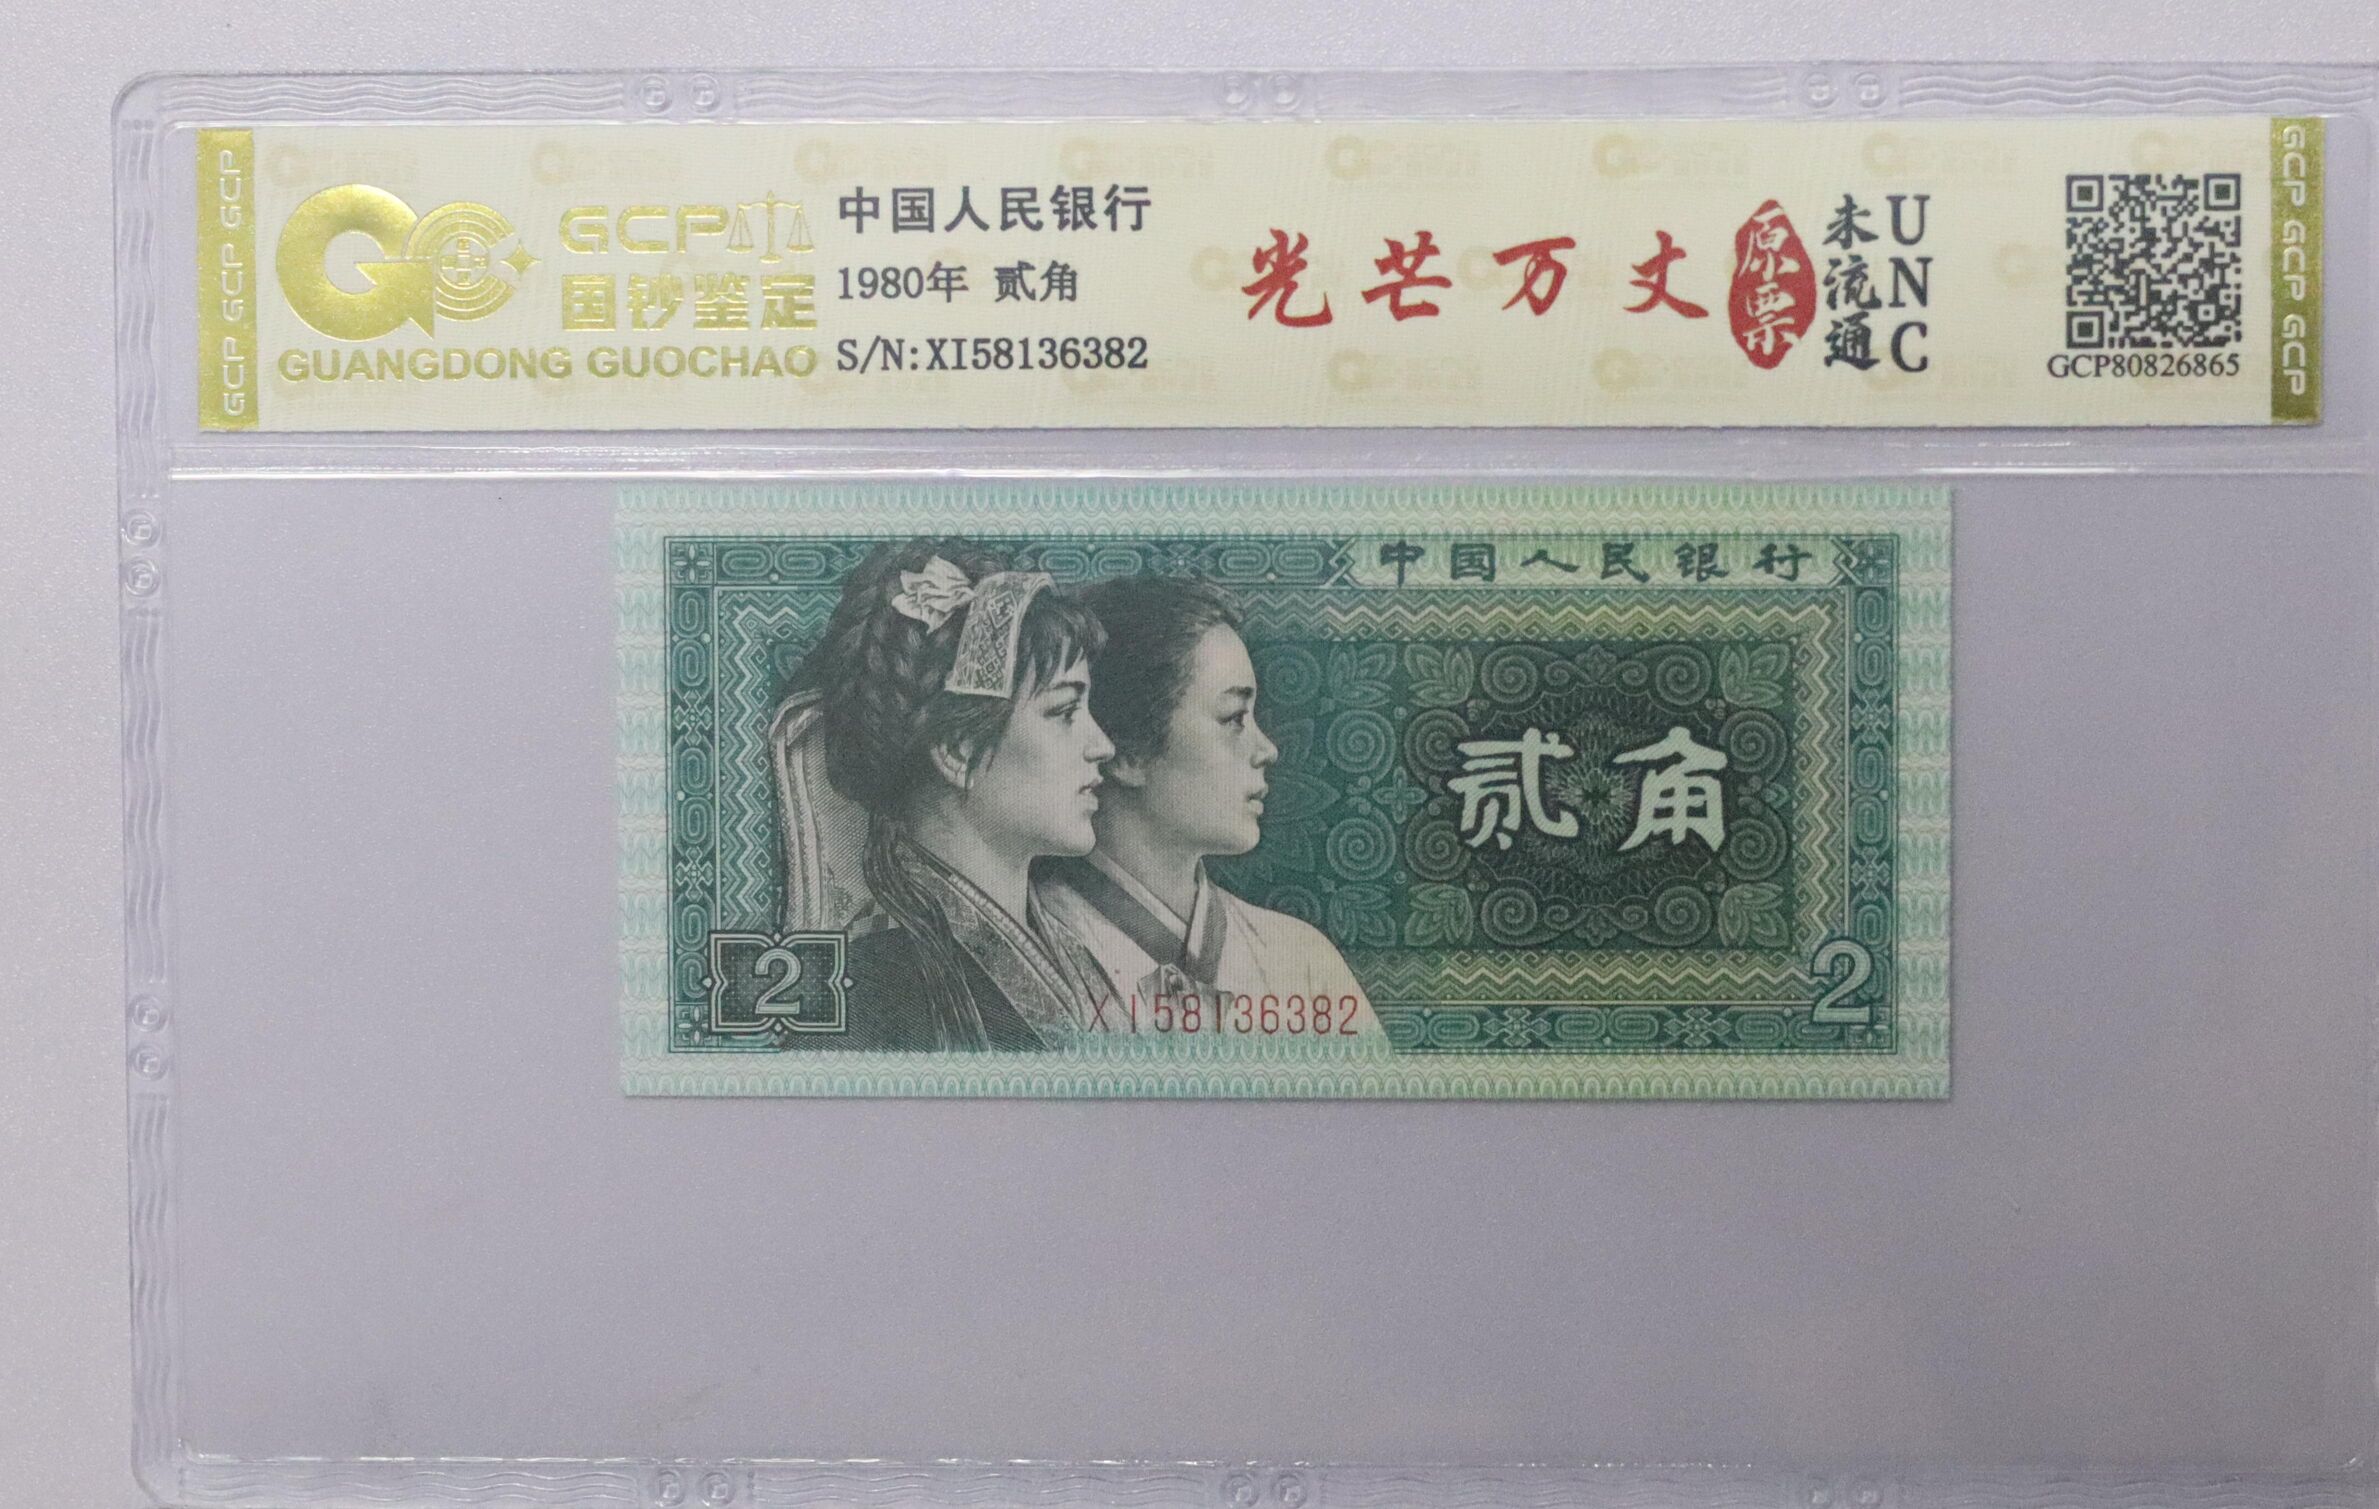 GCP GCP GCP
GCP
国钞鉴定
GUANGDONG GUOCHAO
中国人民银行
1980年 贰角
S/N:XI58136382
光芒万丈
原票
未流通
UNC
GCP80826865
GCP GCP GCP
中国人民银行
贰角
2
XI58136382
2